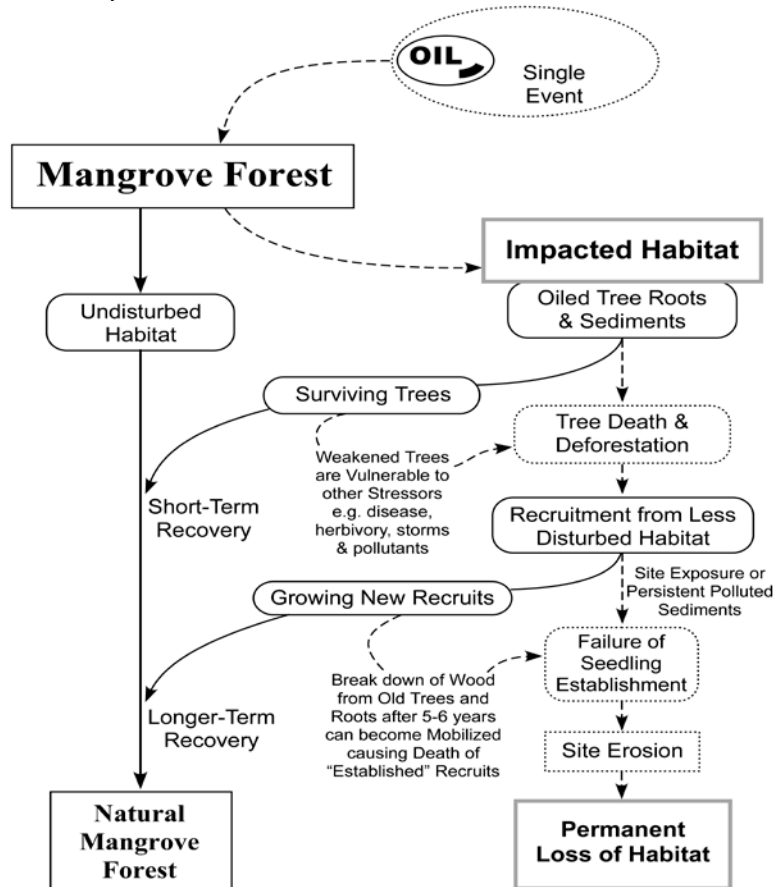 OIL
Single
Event
Mangrove Forest
Impacted Habitat
Undisturbed
Habitat
Oiled Tree Roots
& Sediments
Surviving Trees
Tree Death &
Deforestation
Weakened Trees
are Vulnerable to
other Stressors
e.g. disease,
herbivory, storms
& pollutants
Short-Term
Recovery
Recruitment from Less
Disturbed Habitat
Site Exposure or
Persistent Polluted
Sediments
Growing New Recruits
Failure of
Seedling
Establishment
Break down of Wood
from Old Trees and
Roots after 5-6 years
can become Mobilized
causing Death of
“Established” Recruits
Longer-Term
Recovery
Site Erosion
Natural
Mangrove
Forest
Permanent
Loss of Habitat